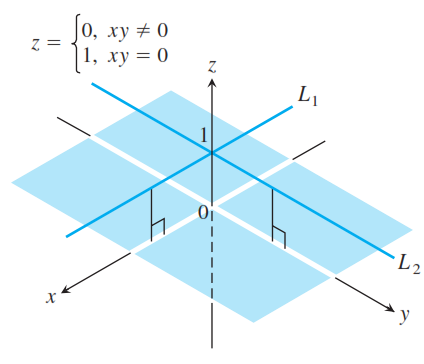 z = { 0, xy ≠ 0
1, xy = 0
z
L₁
1
0
L₂
x
y